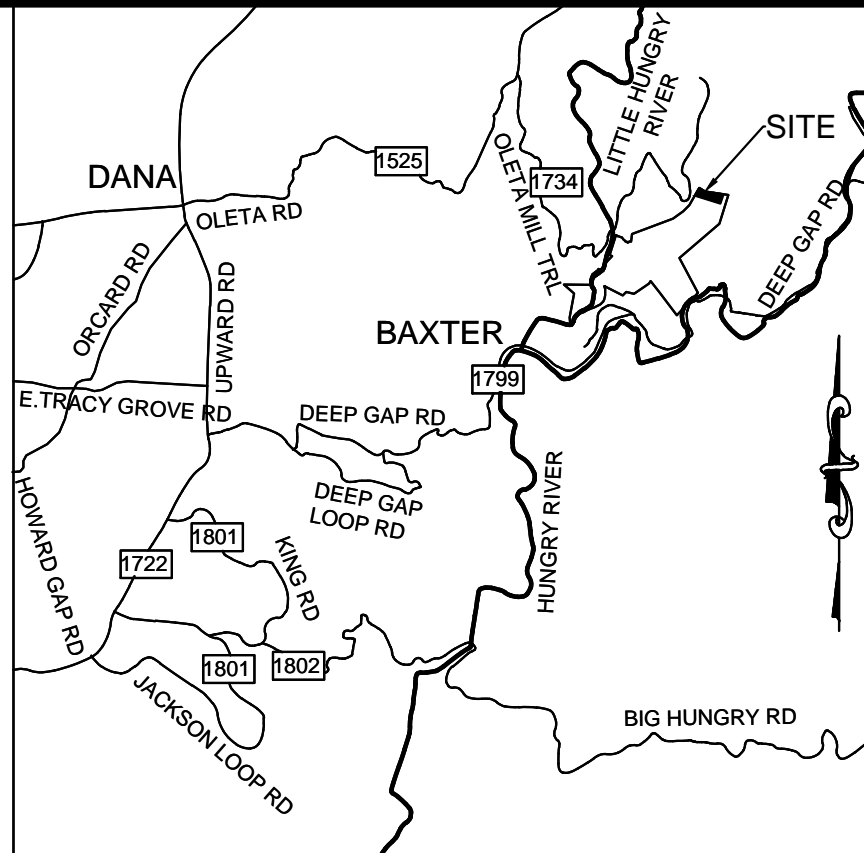 LITTLE HUNGRY
RIVER
SITE
1525
OLETA MILL TRL
1734
DANA
OLETA RD
DEEP GAP RD
ORCARD RD
UPWARD RD
BAXTER
1799
E.TRACY GROVE RD
DEEP GAP RD
DEEP GAP
LOOP RD
HOWARD GAP RD
1801
KING RD
HUNGRY RIVER
1722
1801
1802
JACKSON LOOP RD
BIG HUNGRY RD